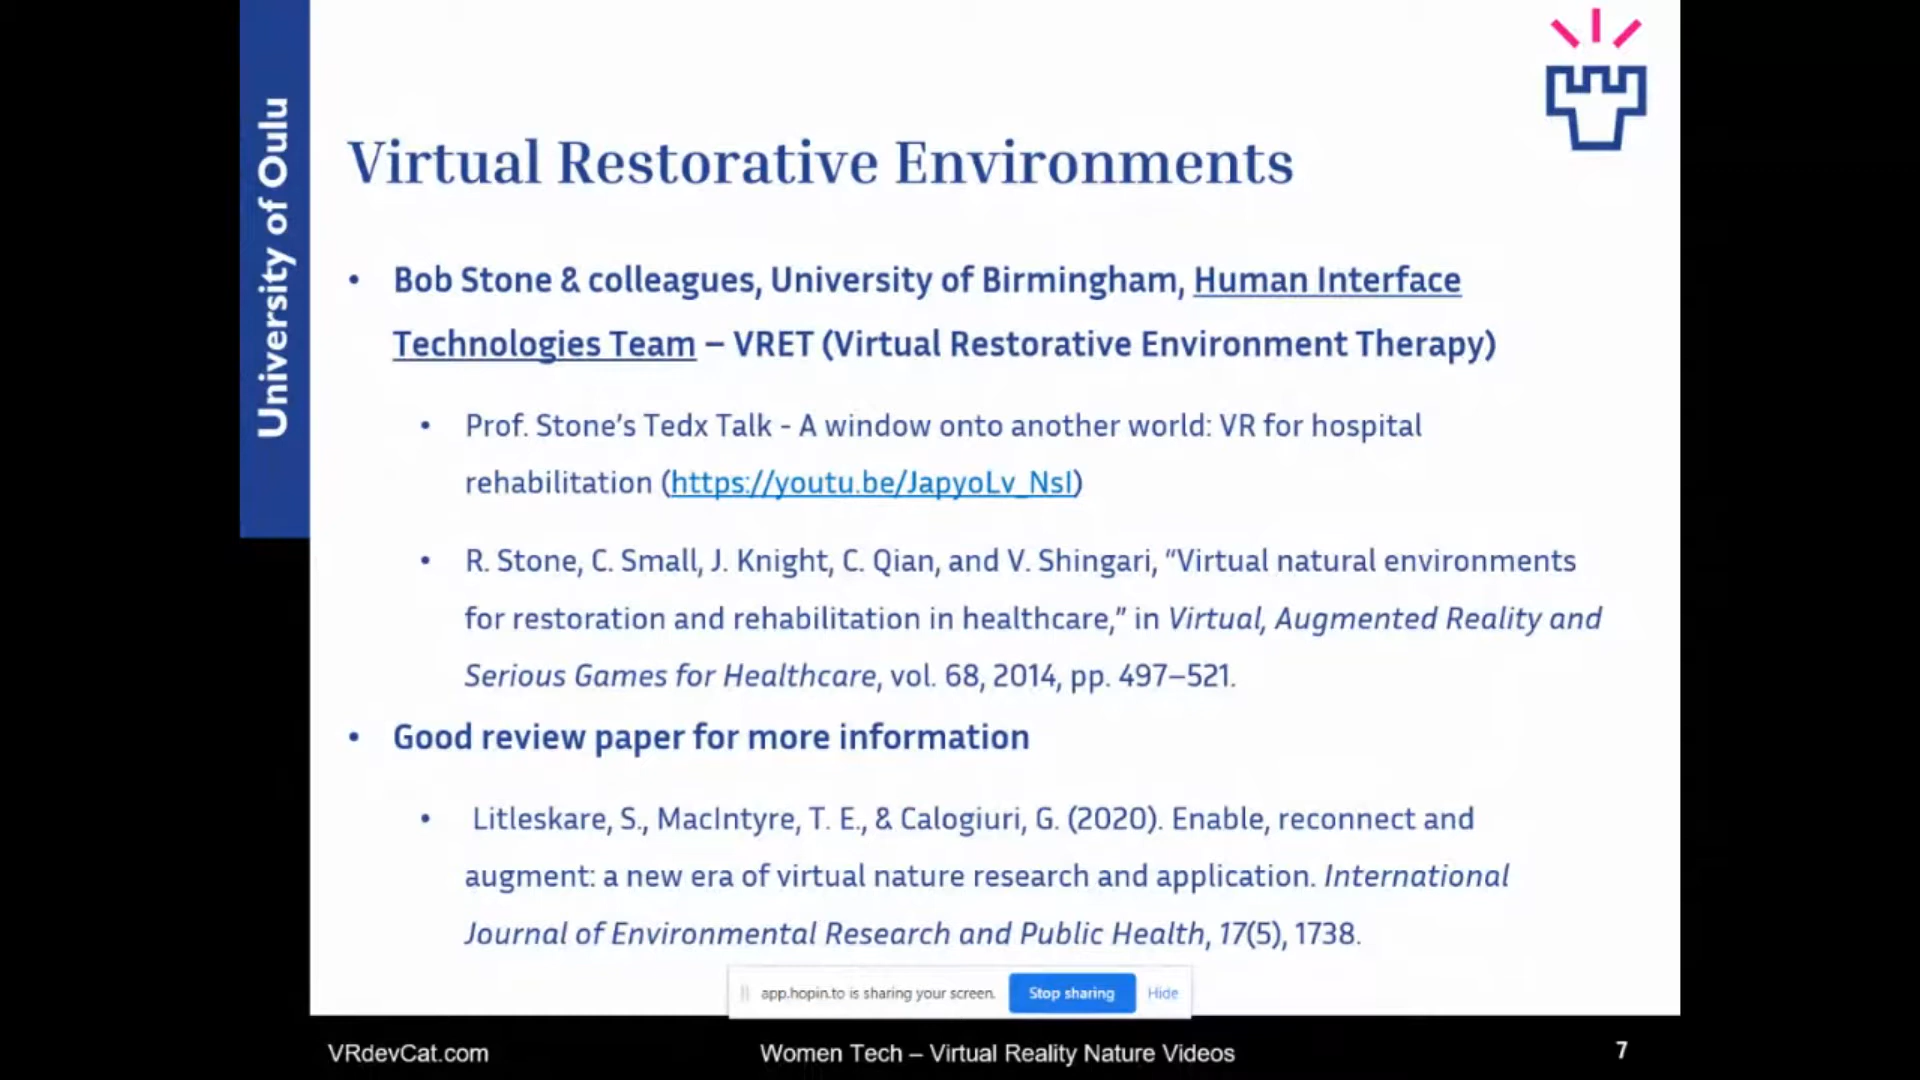 University of Oulu
Virtual Restorative Environments
• Bob Stone & colleagues, University of Birmingham, Human Interface
Technologies Team – VRET (Virtual Restorative Environment Therapy)
• Prof. Stone’s Tedx Talk - A window onto another world: VR for hospital
rehabilitation (https://youtu.be/JapyoLv_NsI)
• R. Stone, C. Small, J. Knight, C. Qian, and V. Shingari, “Virtual natural environments
for restoration and rehabilitation in healthcare,” in Virtual, Augmented Reality and
Serious Games for Healthcare, vol. 68, 2014, pp. 497–521.
• Good review paper for more information
• Litleskare, S., MacIntyre, T. E., & Calogiuri, G. (2020). Enable, reconnect and
augment: a new era of virtual nature research and application. International
Journal of Environmental Research and Public Health, 17(5), 1738.
app.hopin.to is sharing your screen. Stop sharing Hide
VRdevCat.com Women Tech – Virtual Reality Nature Videos 7